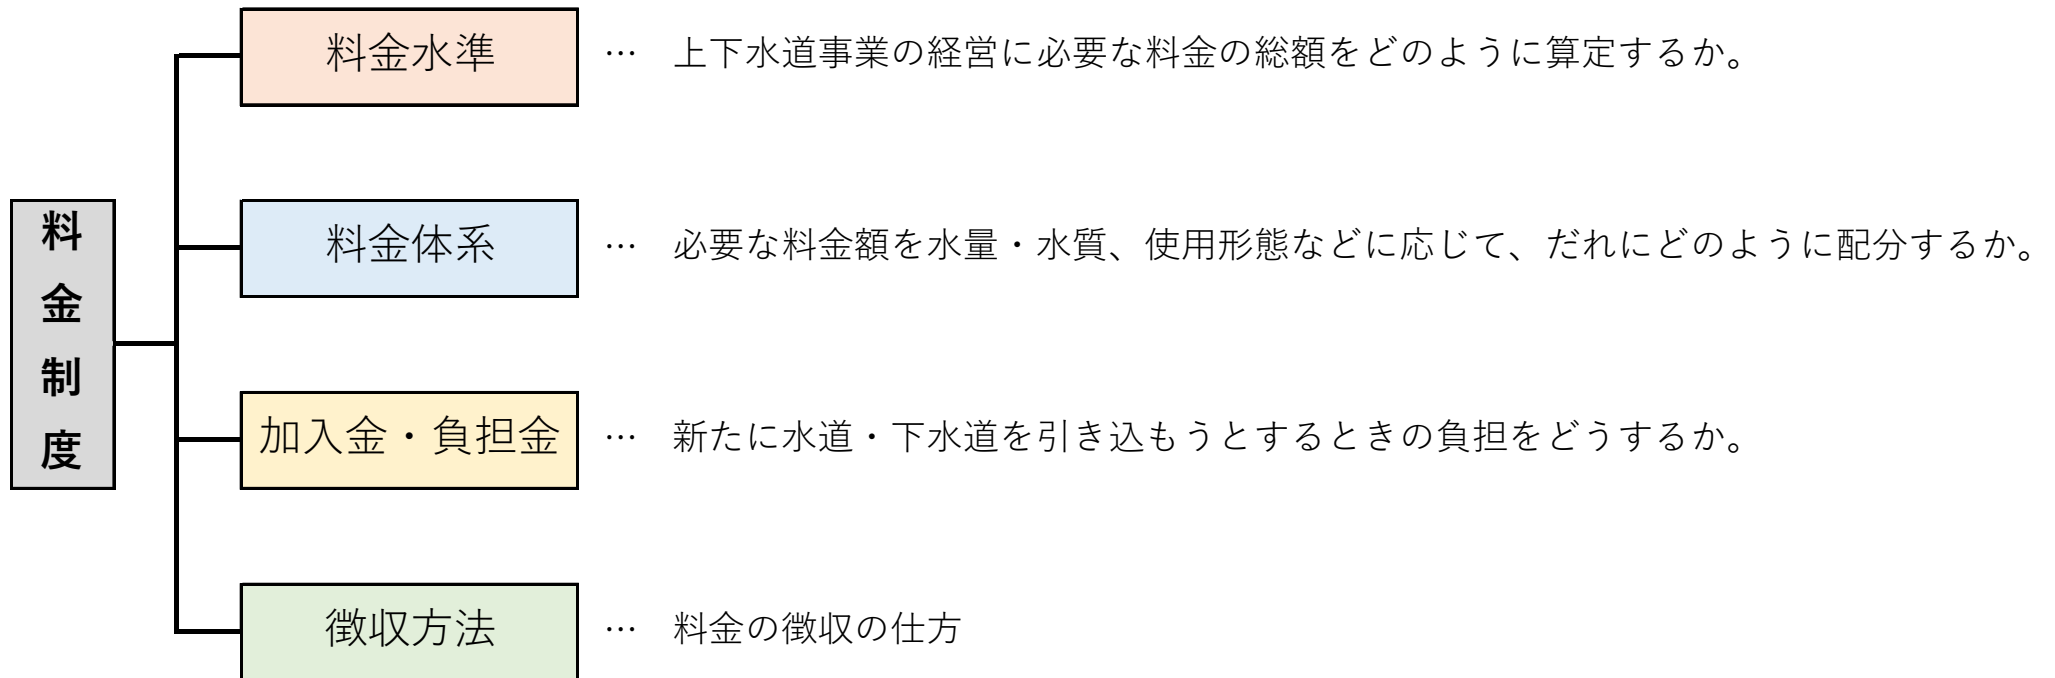 料金制度
料金水準 … 上下水道事業の経営に必要な料金の総額をどのように算定するか。
料金体系 … 必要な料金額を水量・水質、使用形態などに応じて、だれにどのように配分するか。
加入金・負担金 … 新たに水道・下水道を引き込もうとするときの負担をどうするか。
徴収方法 … 料金の徴収の仕方